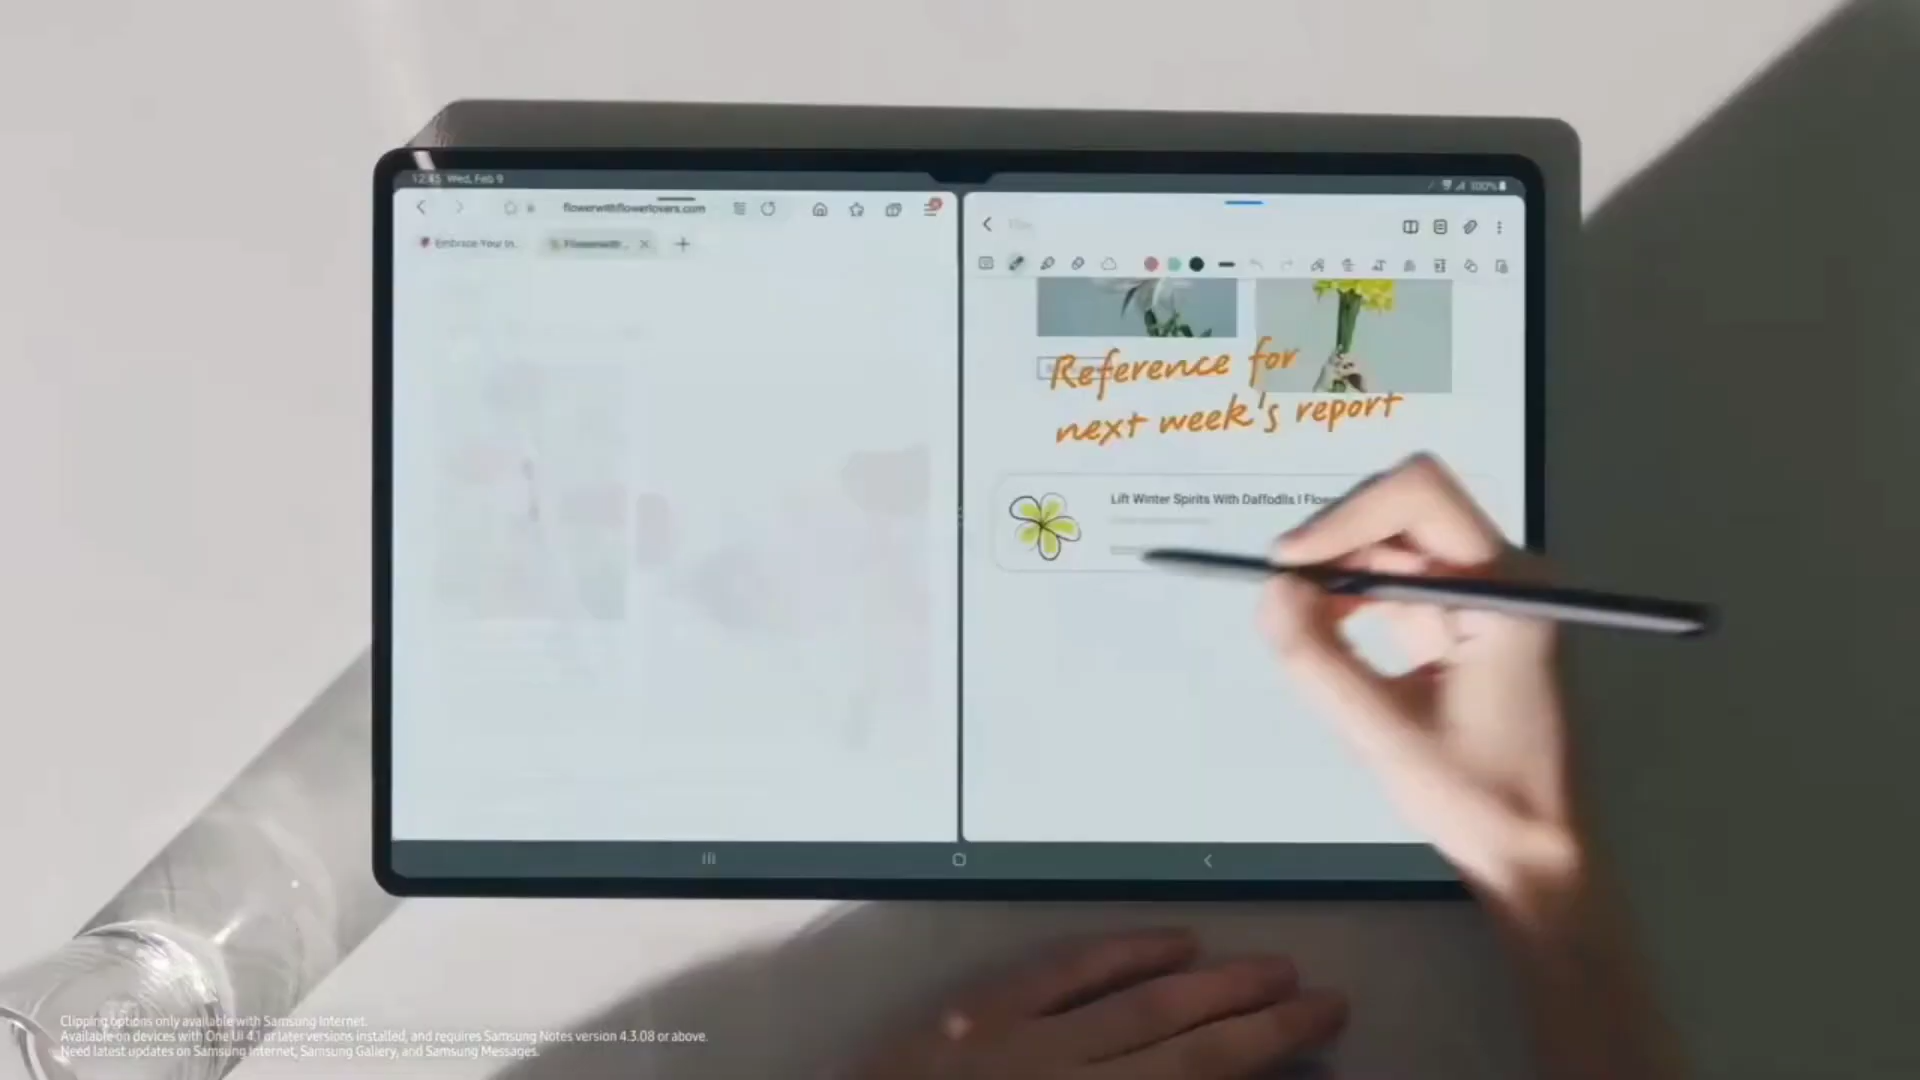 12:45 Wed, Feb 9
100%
flowerwithflowerlovers.com
Embrace Your In..
Flowerwith...
Reference for
next week's report
Lift Winter Spirits With Daffodils | Flowe
Clipping options only available with Samsung Internet.
Available on devices with One UI 4.1 or later versions installed, and requires Samsung Notes version 4.3.08 or above.
Need latest updates on Samsung Internet, Samsung Gallery, and Samsung Messages.